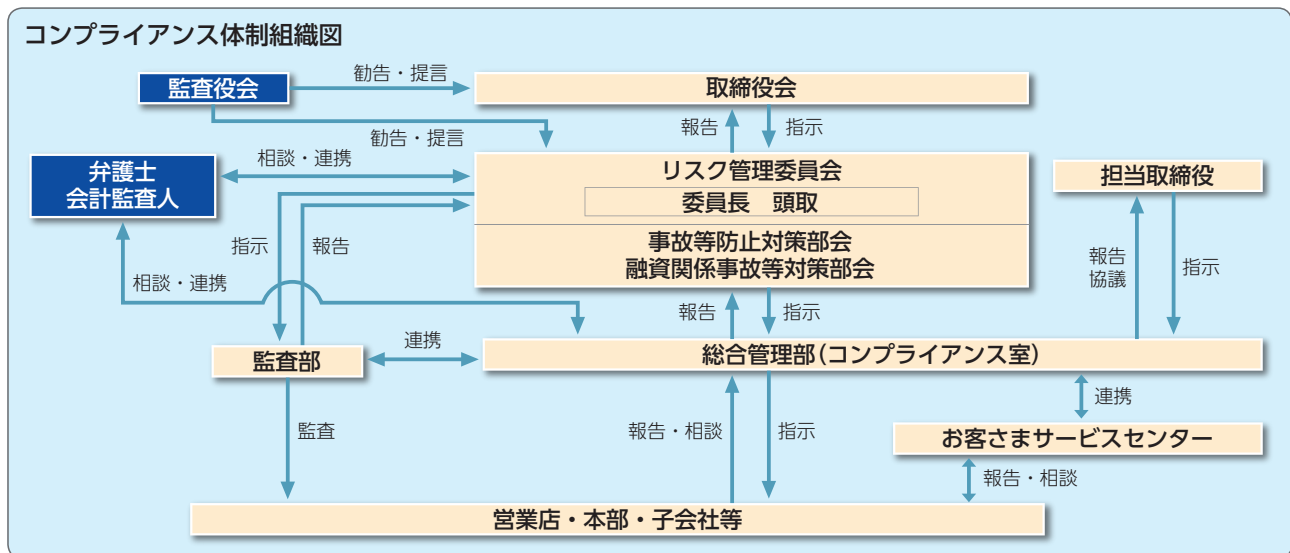 コンプライアンス体制組織図
監査役会
勧告・提言
取締役会
勧告・提言
報告
指示
弁護士
会計監査人
相談・連携
リスク管理委員会
委員長　頭取
担当取締役
事故等防止対策部会
融資関係事故等対策部会
指示
報告
相談・連携
報告
協議
指示
報告
指示
監査部
連携
総合管理部(コンプライアンス室)
連携
監査
報告・相談
指示
お客さまサービスセンター
報告・相談
営業店・本部・子会社等